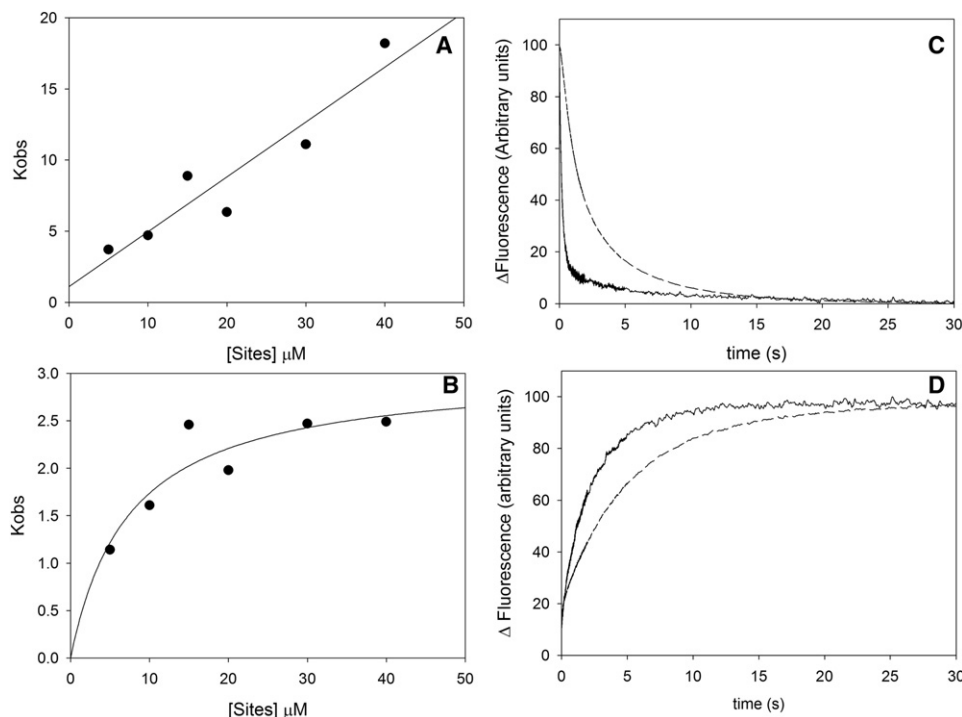 A
Kobs
20
15
10
5
0
0 10 20 30 40 50
[Sites] µM
B
Kobs
3.0
2.5
2.0
1.5
1.0
0.5
0.0
0 10 20 30 40 50
[Sites] µM
C
ΔFluorescence (Arbitrary units)
100
80
60
40
20
0
0 5 10 15 20 25 30
time (s)
D
Δ Fluorescence (arbitrary units)
100
80
60
40
20
0
0 5 10 15 20 25 30
time (s)